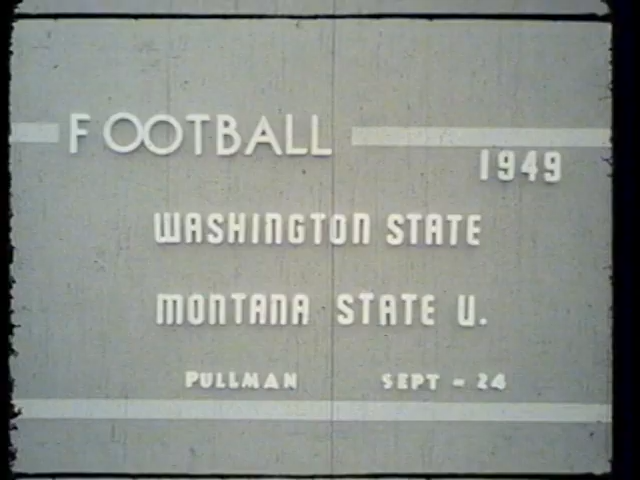 FOOTBALL
1949
WASHINGTON STATE
MONTANA STATE U.
PULLMAN SEPT - 24